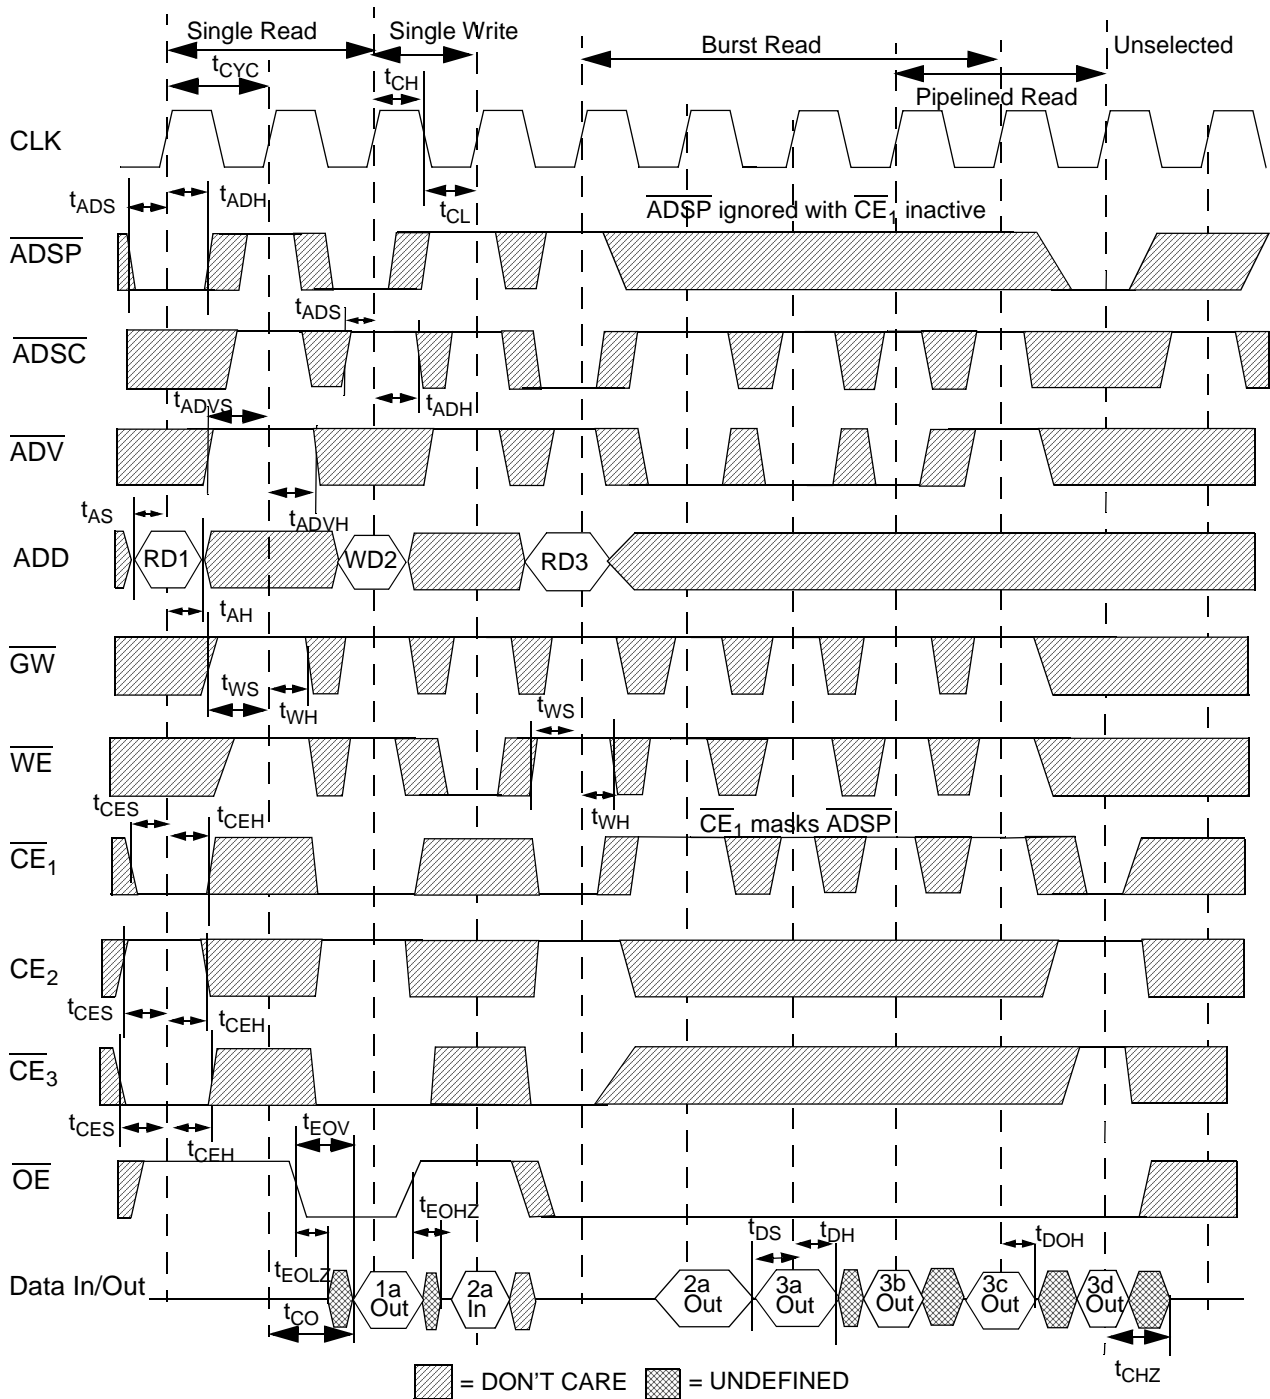 Single Read Single Write Burst Read Unselected
tCYC tCH Pipelined Read
CLK
tADS tADH tCL ADSP ignored with CE1 inactive
ADSP
tADS
ADSC
tADVS tADH
ADV
tAS tADVH
ADD RD1 WD2 RD3
tAH
GW
tWS tWH tWS
WE
tCES tCEH tWH CE1 masks ADSP
CE1
CE2
tCES tCEH
CE3
tCES tCEH tEOV
OE
tEOHZ tDS tDH tDOH
tEOLZ
Data In/Out 1a Out 2a In 2a Out 3a Out 3b Out 3c Out 3d Out
tCO
tCHZ
= DON'T CARE = UNDEFINED